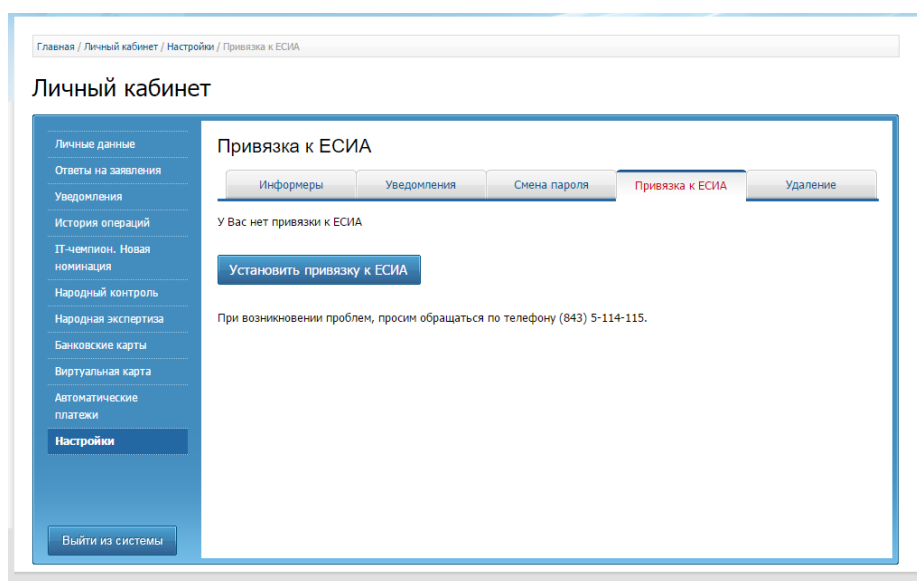 Главная / Личный кабинет / Настройки / Привязка к ЕСИА
Личный кабинет
Личные данные
Ответы на заявления
Уведомления
История операций
IT-чемпион. Новая
номинация
Народный контроль
Народная экспертиза
Банковские карты
Виртуальная карта
Автоматические
платежи
Настройки
Выйти из системы
Привязка к ЕСИА
Информеры
Уведомления
Смена пароля
Привязка к ЕСИА
Удаление
У Вас нет привязки к ЕСИА
Установить привязку к ЕСИА
При возникновении проблем, просим обращаться по телефону (843) 5-114-115.